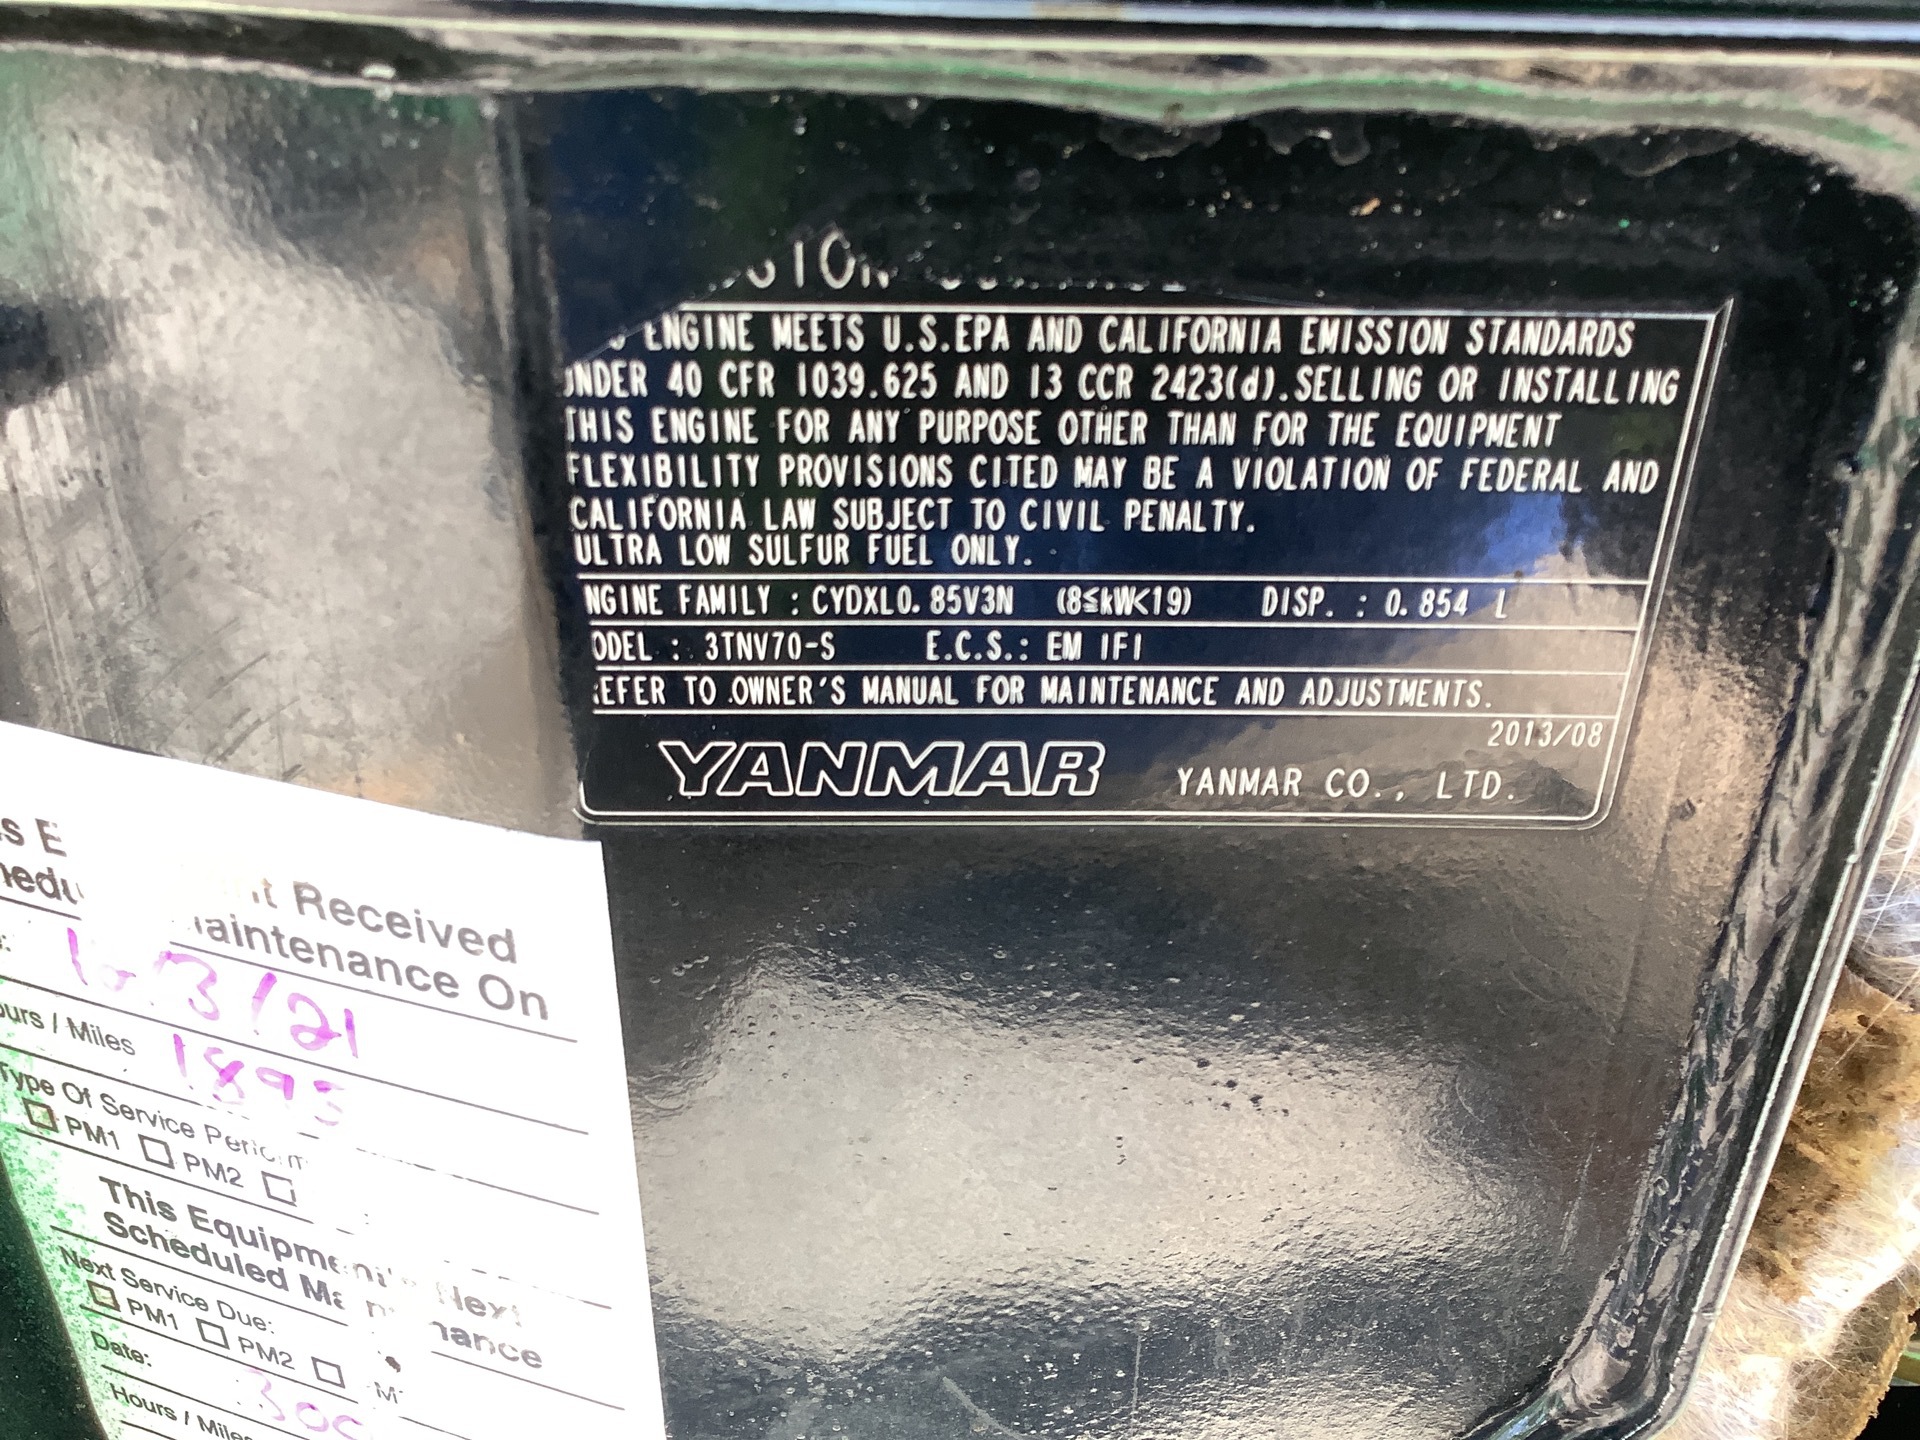 ENGINE MEETS U.S.EPA AND CALIFORNIA EMISSION STANDARDS
UNDER 40 CFR 1039.625 AND 13 CCR 2423(d).SELLING OR INSTALLING
THIS ENGINE FOR ANY PURPOSE OTHER THAN FOR THE EQUIPMENT
FLEXIBILITY PROVISIONS CITED MAY BE A VIOLATION OF FEDERAL AND
CALIFORNIA LAW SUBJECT TO CIVIL PENALTY.
ULTRA LOW SULFUR FUEL ONLY.
NGINE FAMILY : CYDXL0.85V3N (8≤kW<19) DISP. : 0.854 L
ODEL : 3TNV70-S E.C.S.: EM IFI
EFER TO OWNER'S MANUAL FOR MAINTENANCE AND ADJUSTMENTS.
2013/08
YANMAR YANMAR CO., LTD.
Received
aintenance On
ours / Miles 1895
Type Of Service
PM1 PM2
This Equipment's Next
Scheduled
Next Service Due:
PM1 PM2
Date:
Hours / Miles